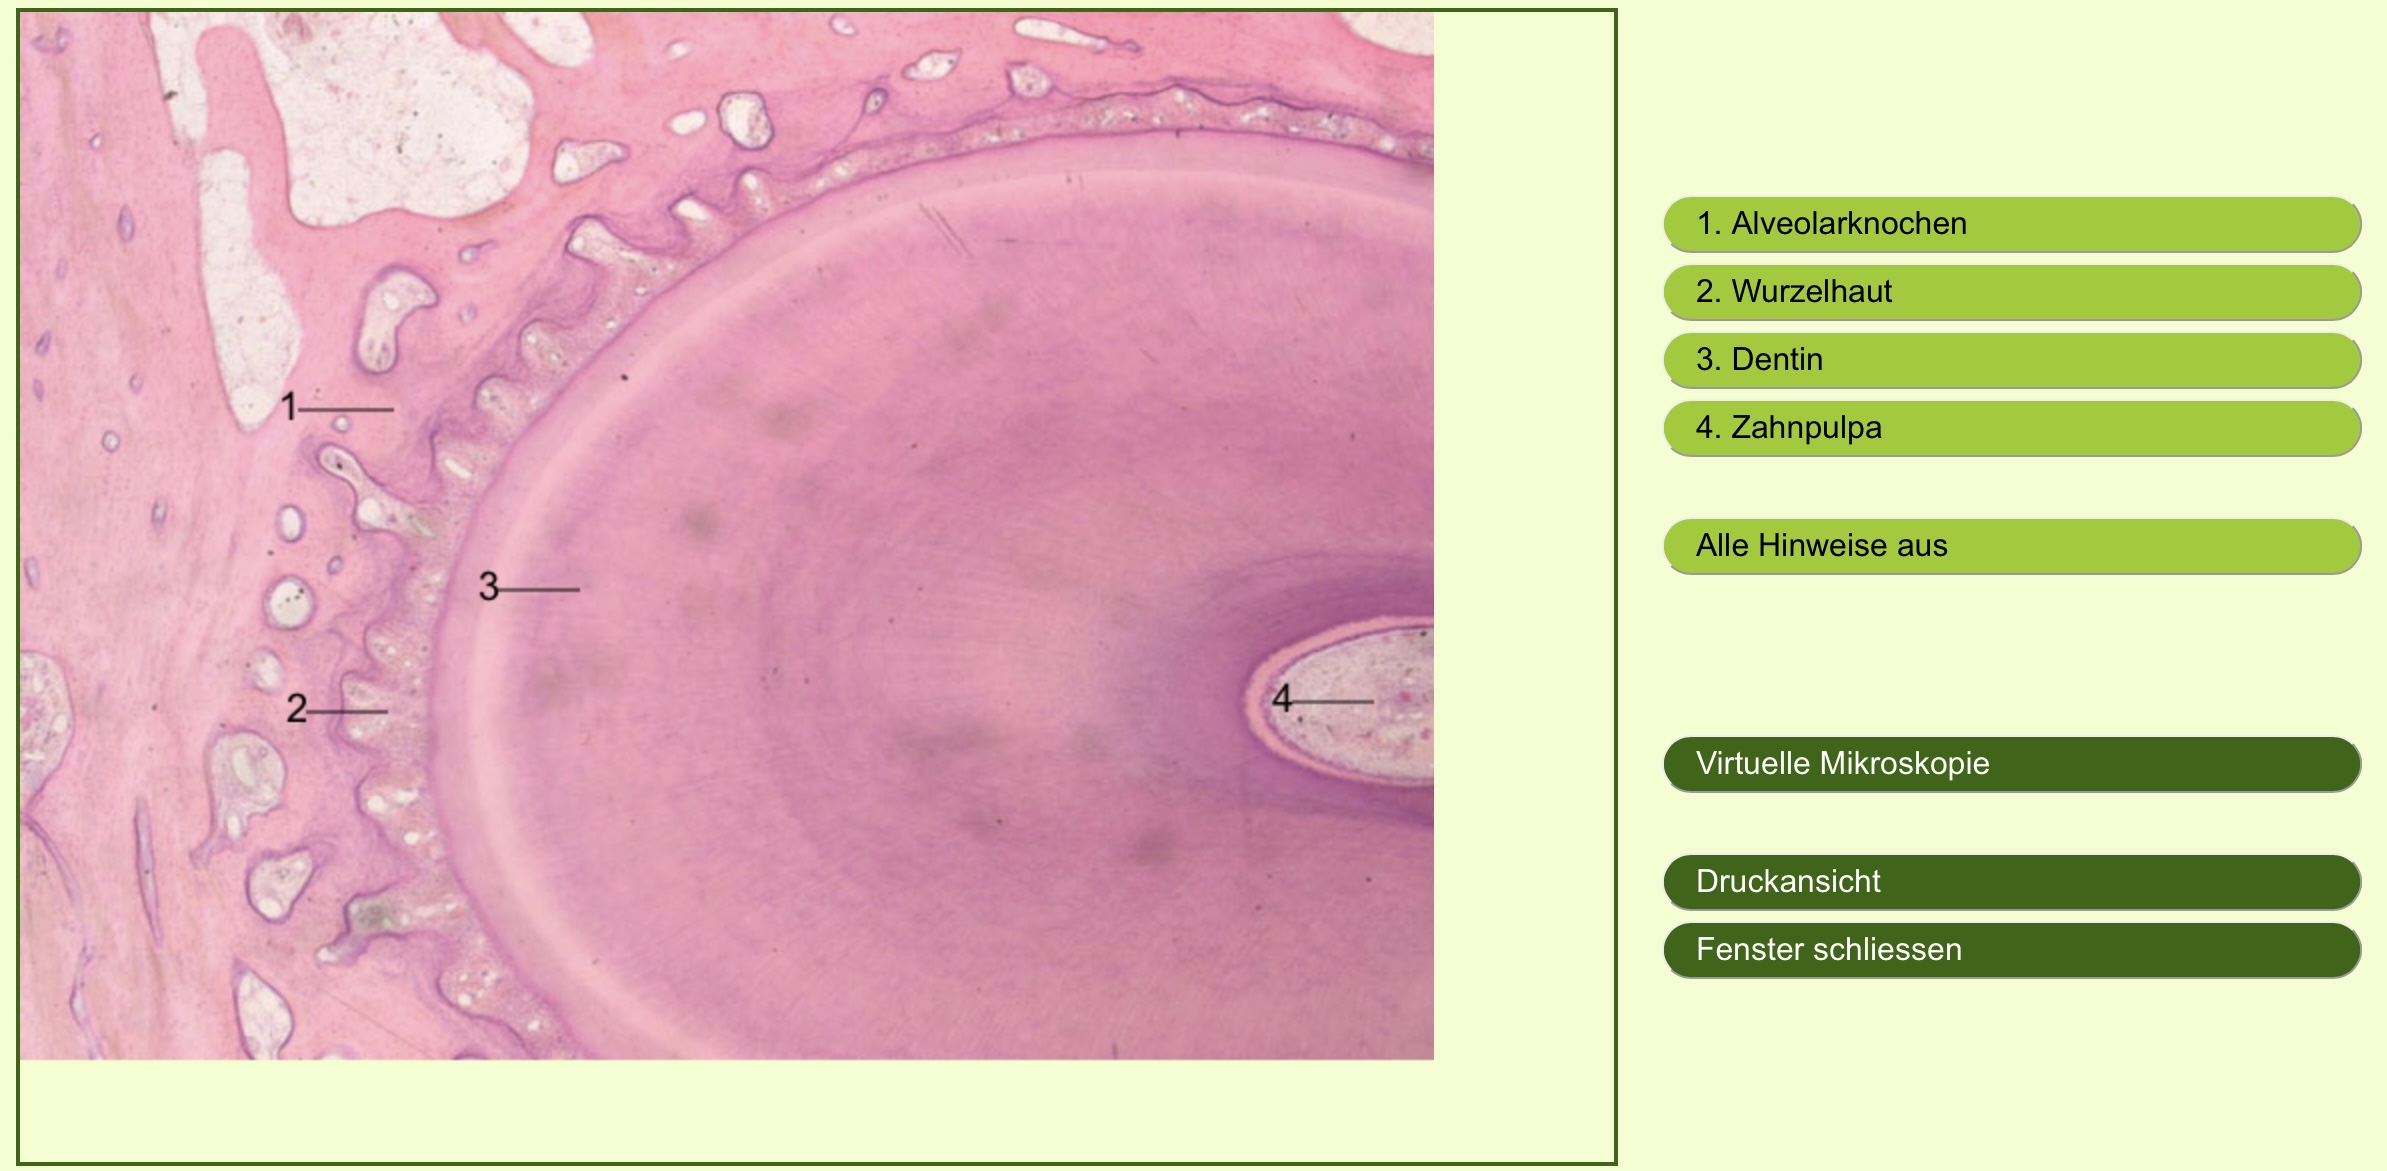 1
3
2
4
1. Alveolarknochen
2. Wurzelhaut
3. Dentin
4. Zahnpulpa
Alle Hinweise aus
Virtuelle Mikroskopie
Druckansicht
Fenster schliessen